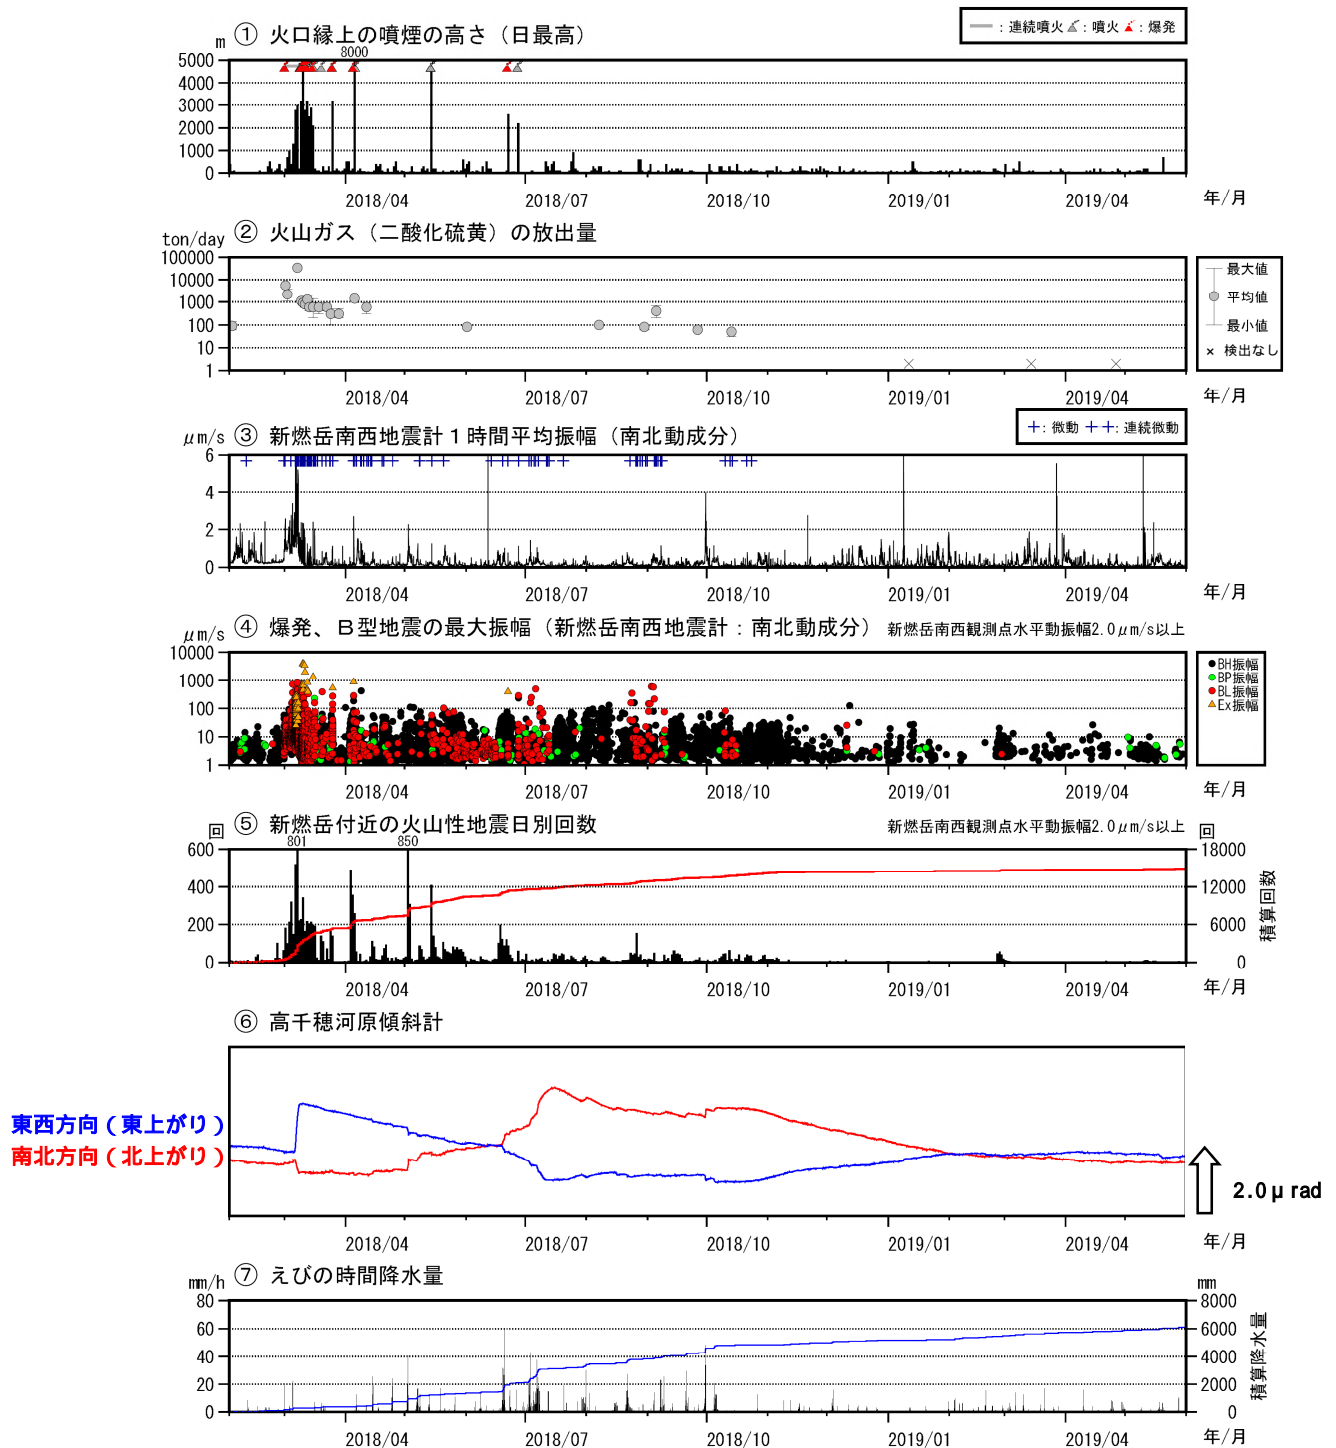 ① 火口縁上の噴煙の高さ（日最高）
：連続噴火 ：噴火 ：爆発
m
8000
5000
4000
3000
2000
1000
0
2018/04 2018/07 2018/10 2019/01 2019/04 年/月
② 火山ガス（二酸化硫黄）の放出量
ton/day
100000
10000
1000
100
10
1
最大値
平均値
最小値
× 検出なし
2018/04 2018/07 2018/10 2019/01 2019/04 年/月
③ 新燃岳南西地震計１時間平均振幅（南北動成分）
＋：微動 ＋＋：連続微動
μm/s
6
4
2
0
2018/04 2018/07 2018/10 2019/01 2019/04 年/月
④ 爆発、Ｂ型地震の最大振幅（新燃岳南西地震計：南北動成分） 新燃岳南西観測点水平動振幅2.0μm/s以上
μm/s
10000
1000
100
10
1
BH振幅
BP振幅
BL振幅
Ex振幅
2018/04 2018/07 2018/10 2019/01 2019/04 年/月
⑤ 新燃岳付近の火山性地震日別回数 新燃岳南西観測点水平動振幅2.0μm/s以上
回 801 850 回
600 18000
400 12000
200 6000
0 0
積算回数
2018/04 2018/07 2018/10 2019/01 2019/04 年/月
⑥ 高千穂河原傾斜計
東西方向（東上がり）
南北方向（北上がり）
2.0μrad
2018/04 2018/07 2018/10 2019/01 2019/04 年/月
⑦ えびの時間降水量
mm/h mm
80 8000
60 6000
40 4000
20 2000
0 0
積算降水量
2018/04 2018/07 2018/10 2019/01 2019/04 年/月